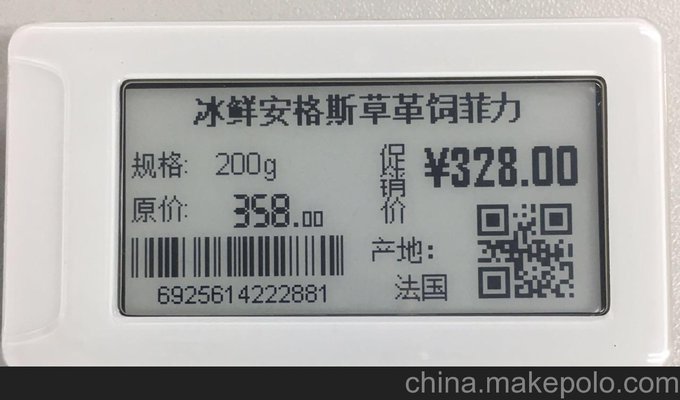 冰鲜安格斯草革饲菲力
规格: 200g
促销价 ¥328.00
原价: 358.00
产地:
法国
6925614222881
china.makepolo.com